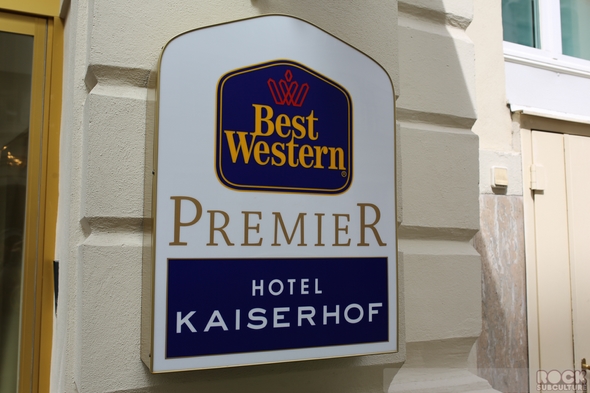 Best
Western
®
PREMIER
HOTEL
KAISERHOF
ROCK
SUBCULTURE